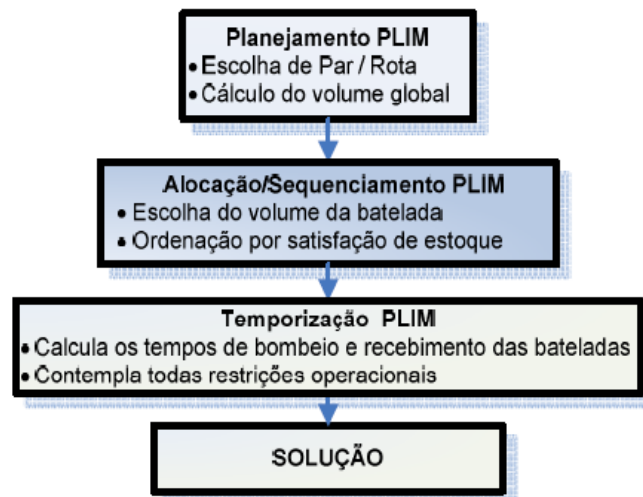 Planejamento PLIM
• Escolha de Par / Rota
• Cálculo do volume global
Alocação/Sequenciamento PLIM
• Escolha do volume da batelada
• Ordenação por satisfação de estoque
Temporização PLIM
• Calcula os tempos de bombeio e recebimento das bateladas
• Contempla todas restrições operacionais
SOLUÇÃO